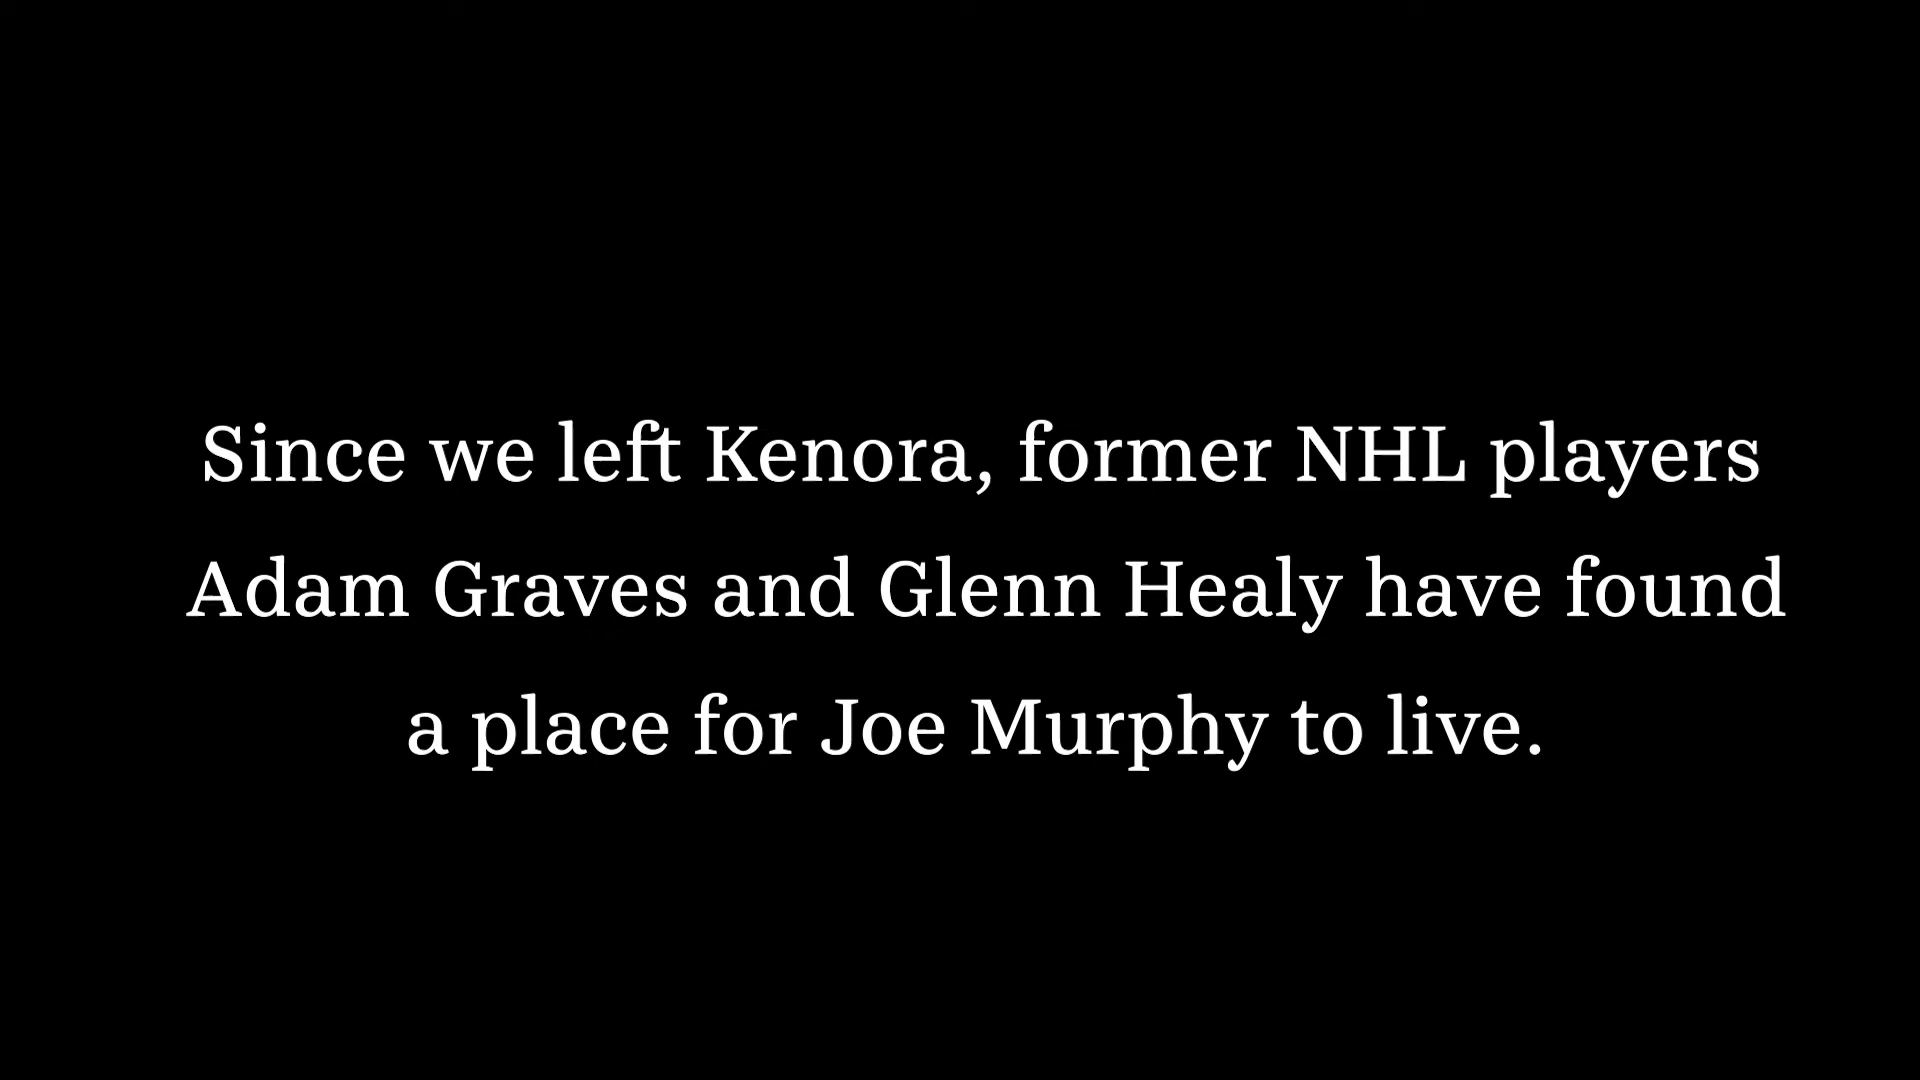 Since we left Kenora, former NHL players
Adam Graves and Glenn Healy have found
a place for Joe Murphy to live.